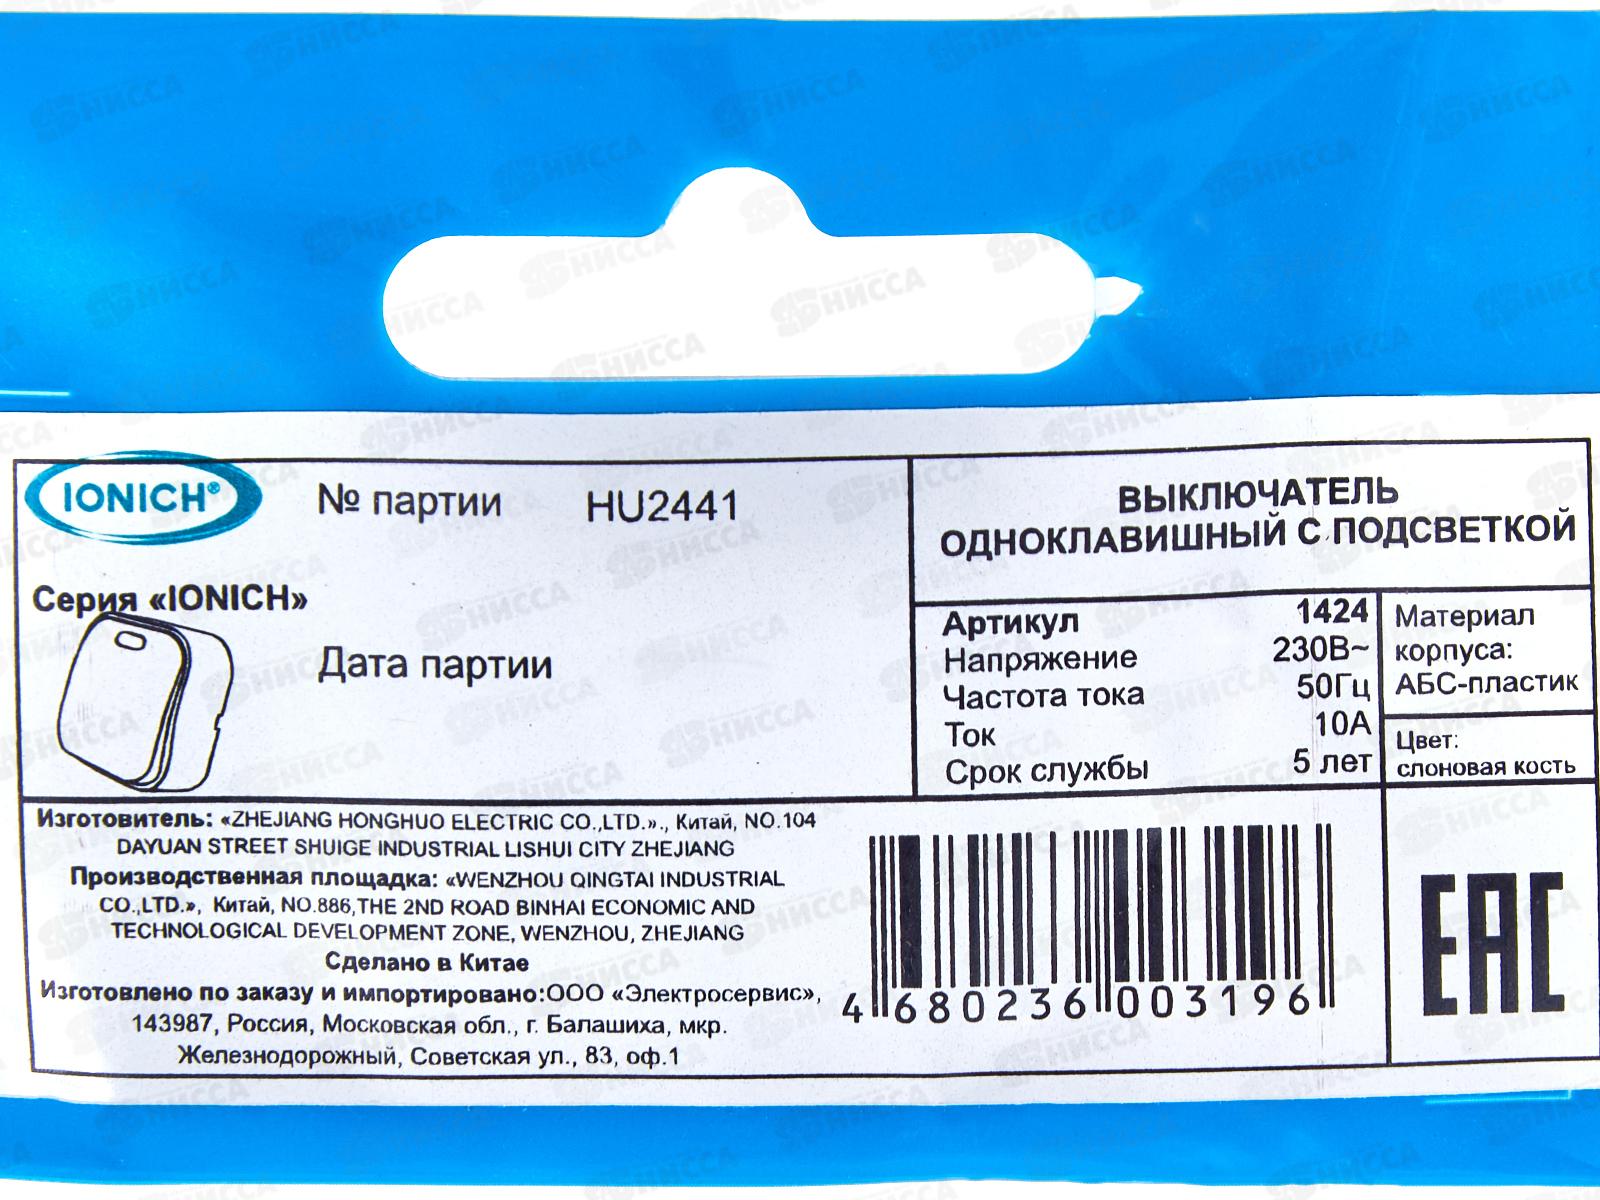 IONICH®
№ партии HU2441
Серия «IONICH»
Дата партии
ВЫКЛЮЧАТЕЛЬ
ОДНОКЛАВИШНЫЙ С ПОДСВЕТКОЙ
Артикул 1424
Напряжение 230В~
Частота тока 50Гц
Ток 10А
Срок службы 5 лет
Материал
корпуса:
АБС-пластик
Цвет:
слоновая кость
Изготовитель: «ZHEJIANG HONGHUO ELECTRIC CO.,LTD.»., Китай, NO.104
DAYUAN STREET SHUIGE INDUSTRIAL LISHUI CITY ZHEJIANG
Производственная площадка: «WENZHOU QINGTAI INDUSTRIAL
CO.,LTD.», Китай, NO.886,THE 2ND ROAD BINHAI ECONOMIC AND
TECHNOLOGICAL DEVELOPMENT ZONE, WENZHOU, ZHEJIANG
Сделано в Китае
Изготовлено по заказу и импортировано:ООО «Электросервис»,
143987, Россия, Московская обл., г. Балашиха, мкр.
Железнодорожный, Советская ул., 83, оф.1
4 680236 003196
EAC
НИССА